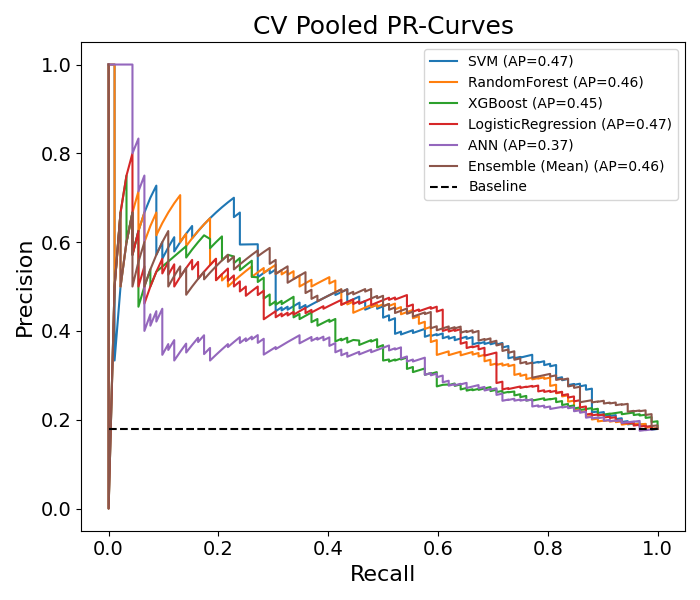 CV Pooled PR-Curves
SVM (AP=0.47)
RandomForest (AP=0.46)
XGBoost (AP=0.45)
LogisticRegression (AP=0.47)
ANN (AP=0.37)
Ensemble (Mean) (AP=0.46)
Baseline
Precision
1.0
0.8
0.6
0.4
0.2
0.0
0.0 0.2 0.4 0.6 0.8 1.0
Recall